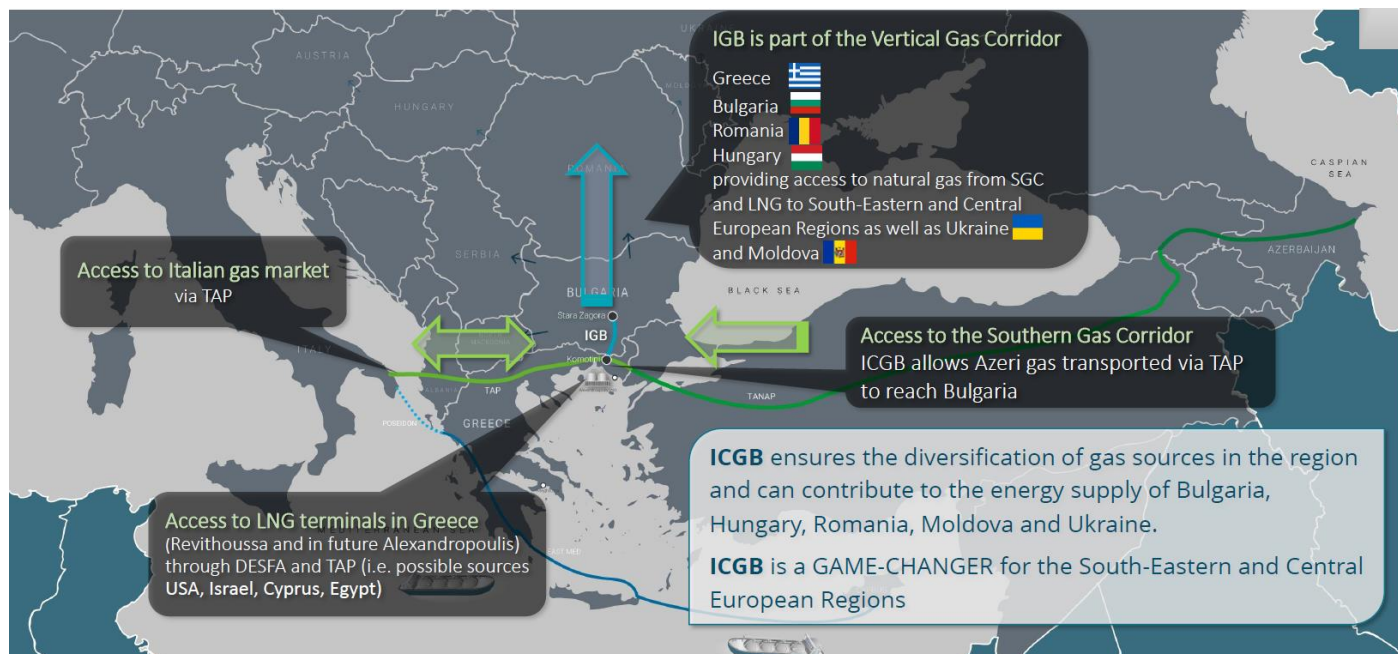 IGB is part of the Vertical Gas Corridor
Greece
Bulgaria
Romania
Hungary
providing access to natural gas from SGC
and LNG to South-Eastern and Central
European Regions as well as Ukraine
and Moldova
AUSTRIA
HUNGARY
ROMANIA
SERBIA
BULGARIA
ITALY
GREECE
ALBANIA
BLACK SEA
CASPIAN
SEA
AZERBAIJAN
Access to Italian gas market
via TAP
Stara Zagora
IGB
Komotini
TAP
TANAP
POSEIDON
EAST MED
Access to the Southern Gas Corridor
ICGB allows Azeri gas transported via TAP
to reach Bulgaria
Access to LNG terminals in Greece
(Revithoussa and in future Alexandropoulis)
through DESFA and TAP (i.e. possible sources
USA, Israel, Cyprus, Egypt)
ICGB ensures the diversification of gas sources in the region
and can contribute to the energy supply of Bulgaria,
Hungary, Romania, Moldova and Ukraine.
ICGB is a GAME-CHANGER for the South-Eastern and Central
European Regions